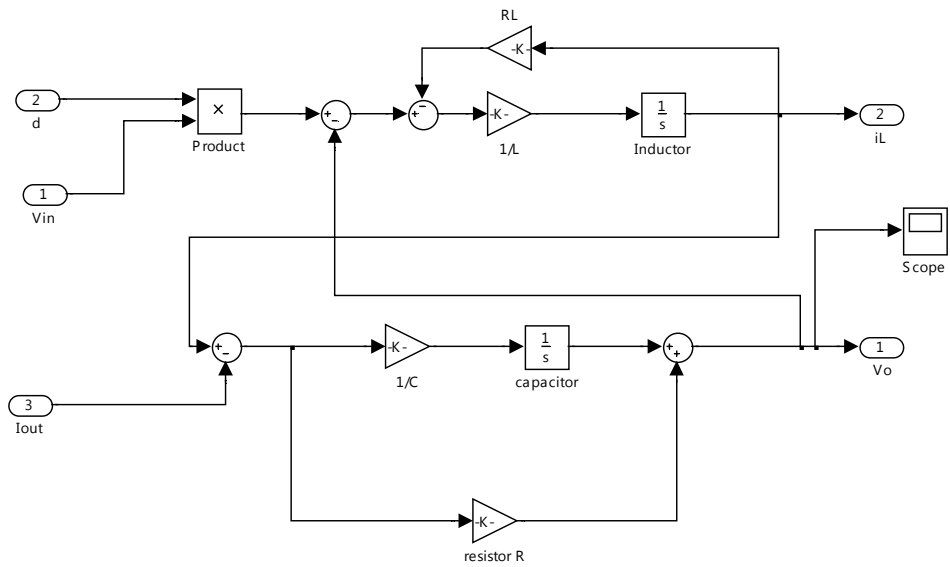 RL
-K-
2
d
×
Product
+
−
−
-K-
1/L
1
s
Inductor
2
iL
1
Vin
Scope
+
−
-K-
1/C
1
s
capacitor
+
+
1
Vo
3
Iout
-K-
resistor R